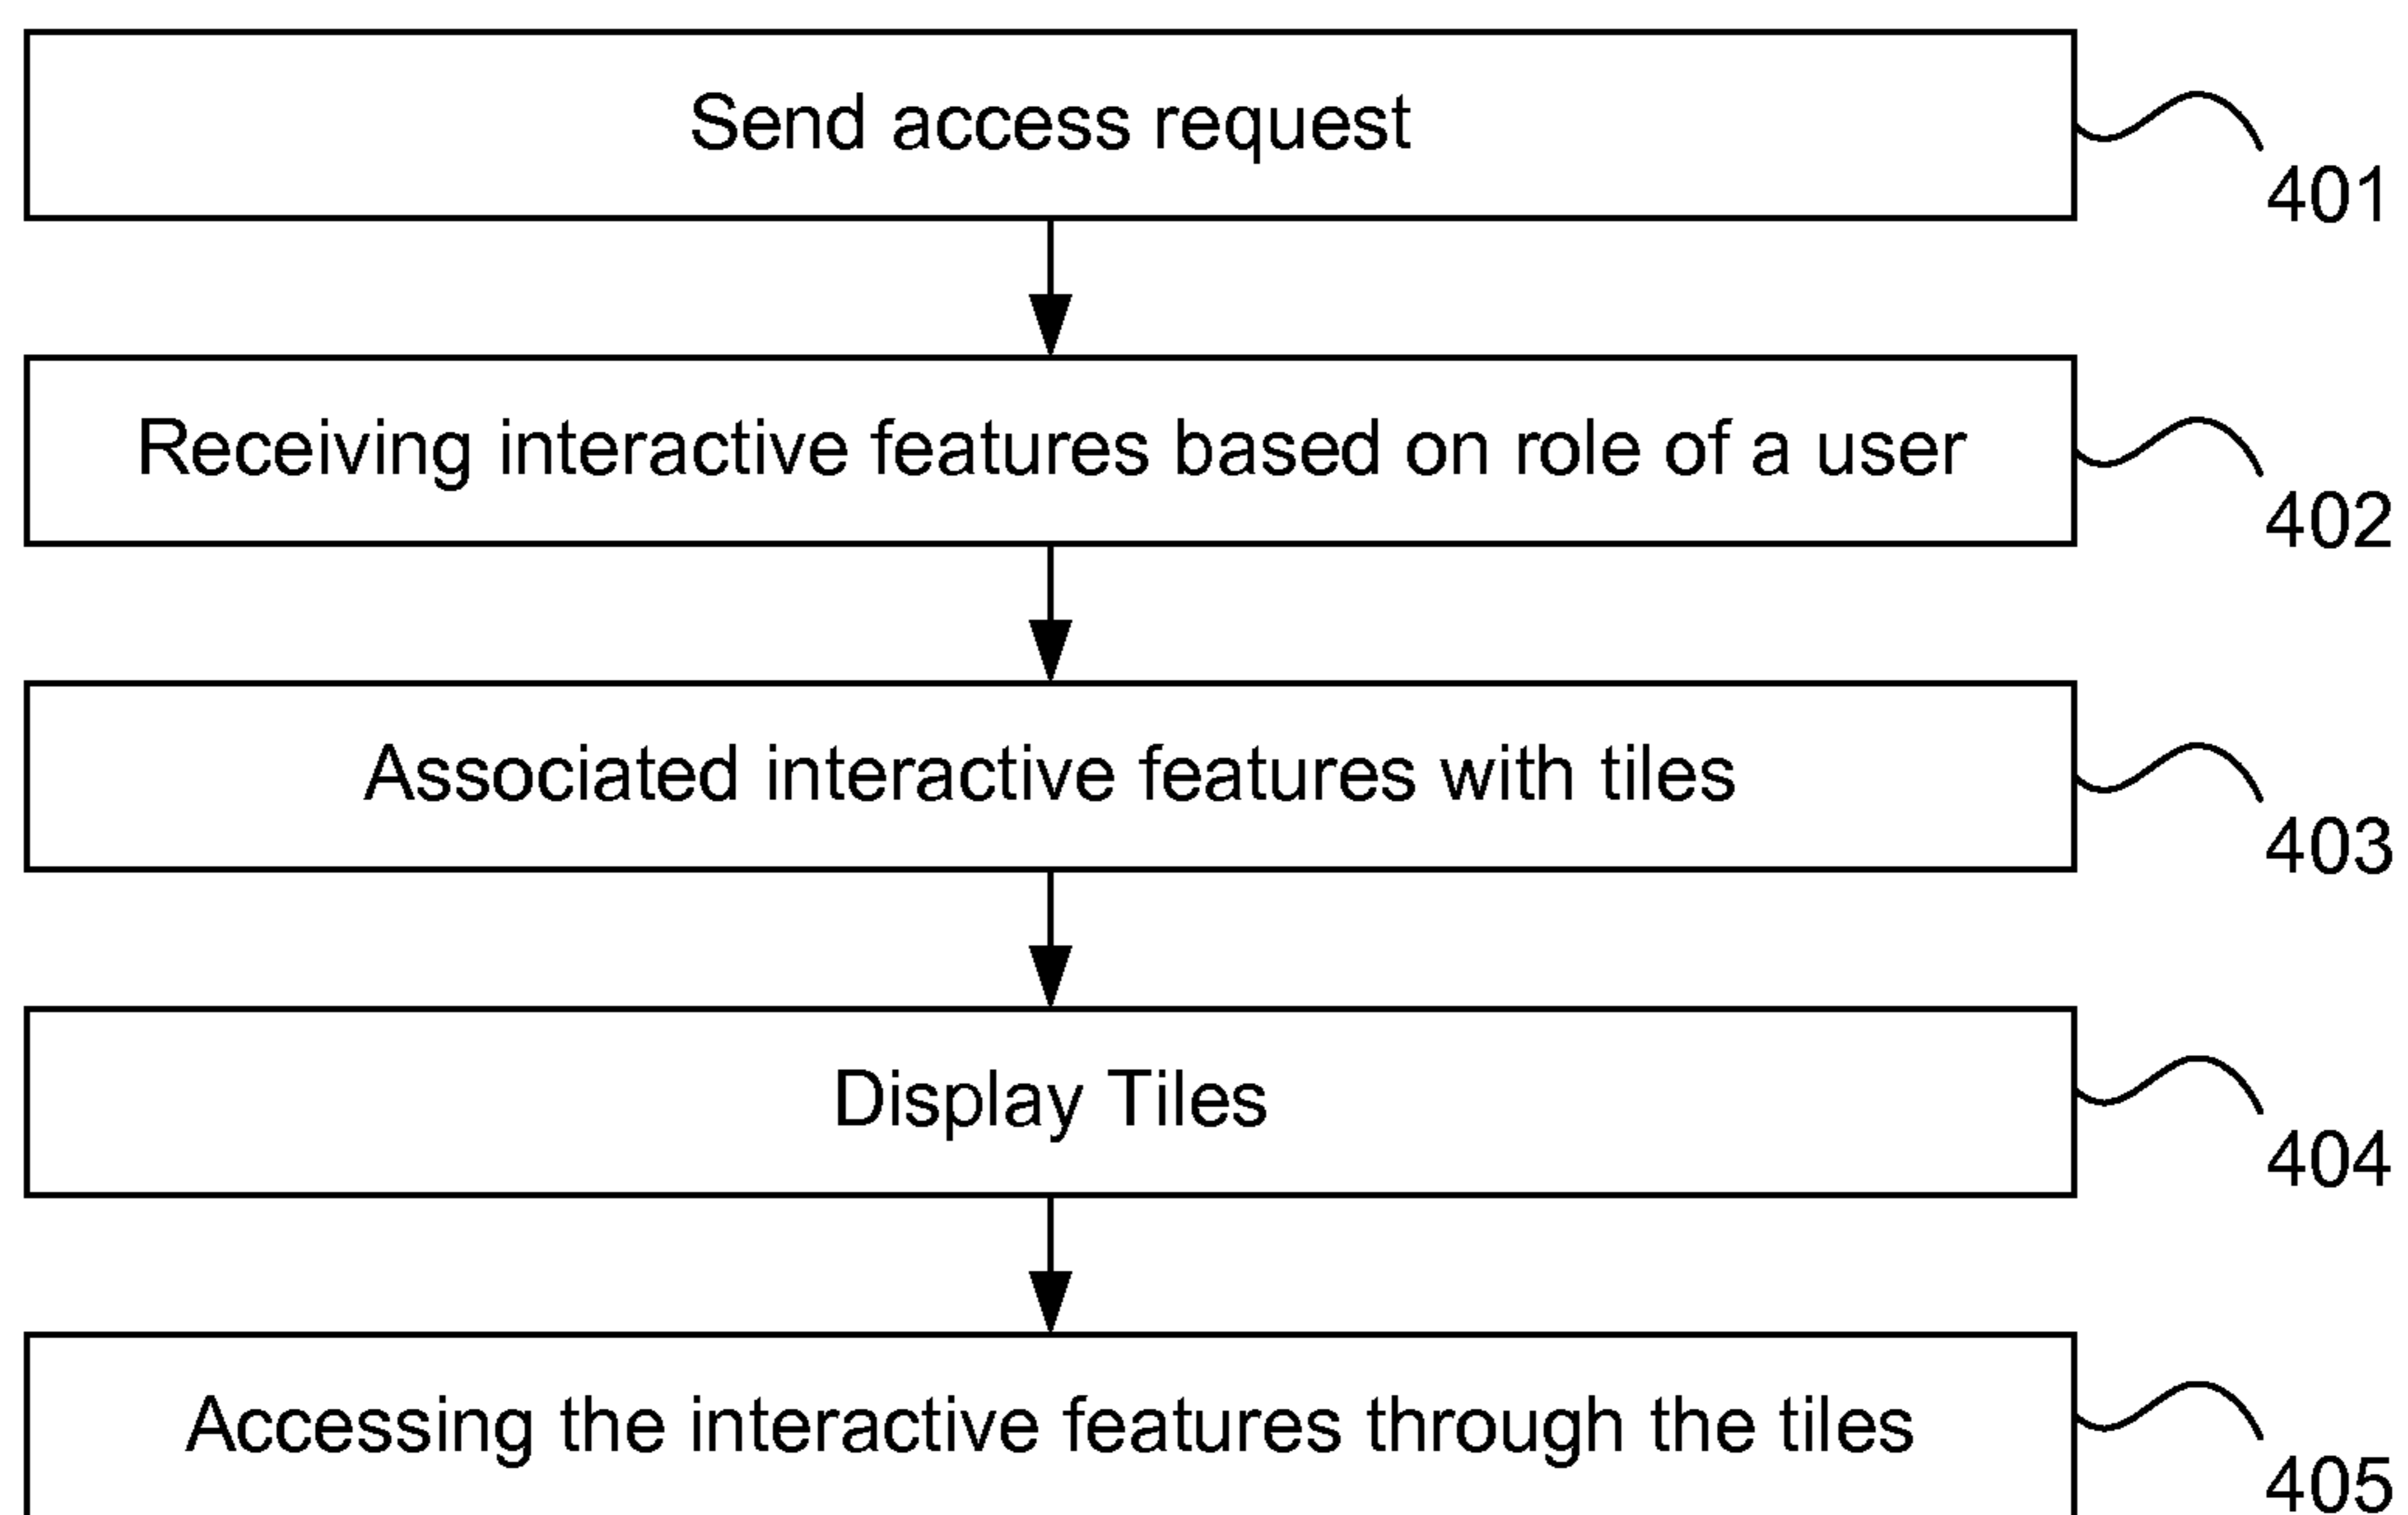 Send access request
401
Receiving interactive features based on role of a user
402
Associated interactive features with tiles
403
Display Tiles
404
Accessing the interactive features through the tiles
405